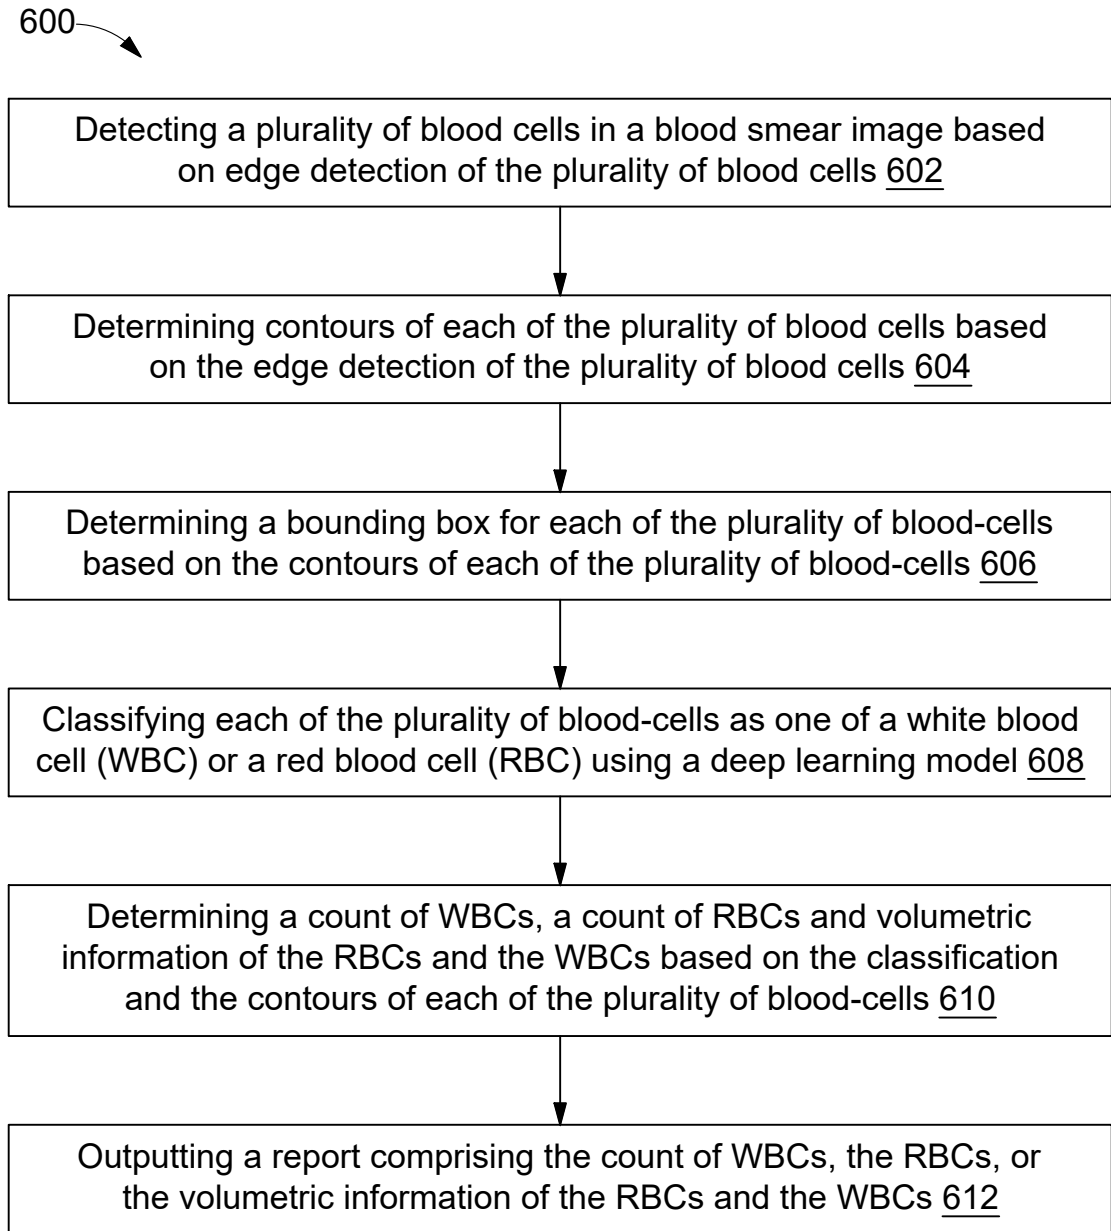 600
Detecting a plurality of blood cells in a blood smear image based
on edge detection of the plurality of blood cells 602
Determining contours of each of the plurality of blood cells based
on the edge detection of the plurality of blood cells 604
Determining a bounding box for each of the plurality of blood-cells
based on the contours of each of the plurality of blood-cells 606
Classifying each of the plurality of blood-cells as one of a white blood
cell (WBC) or a red blood cell (RBC) using a deep learning model 608
Determining a count of WBCs, a count of RBCs and volumetric
information of the RBCs and the WBCs based on the classification
and the contours of each of the plurality of blood-cells 610
Outputting a report comprising the count of WBCs, the RBCs, or
the volumetric information of the RBCs and the WBCs 612